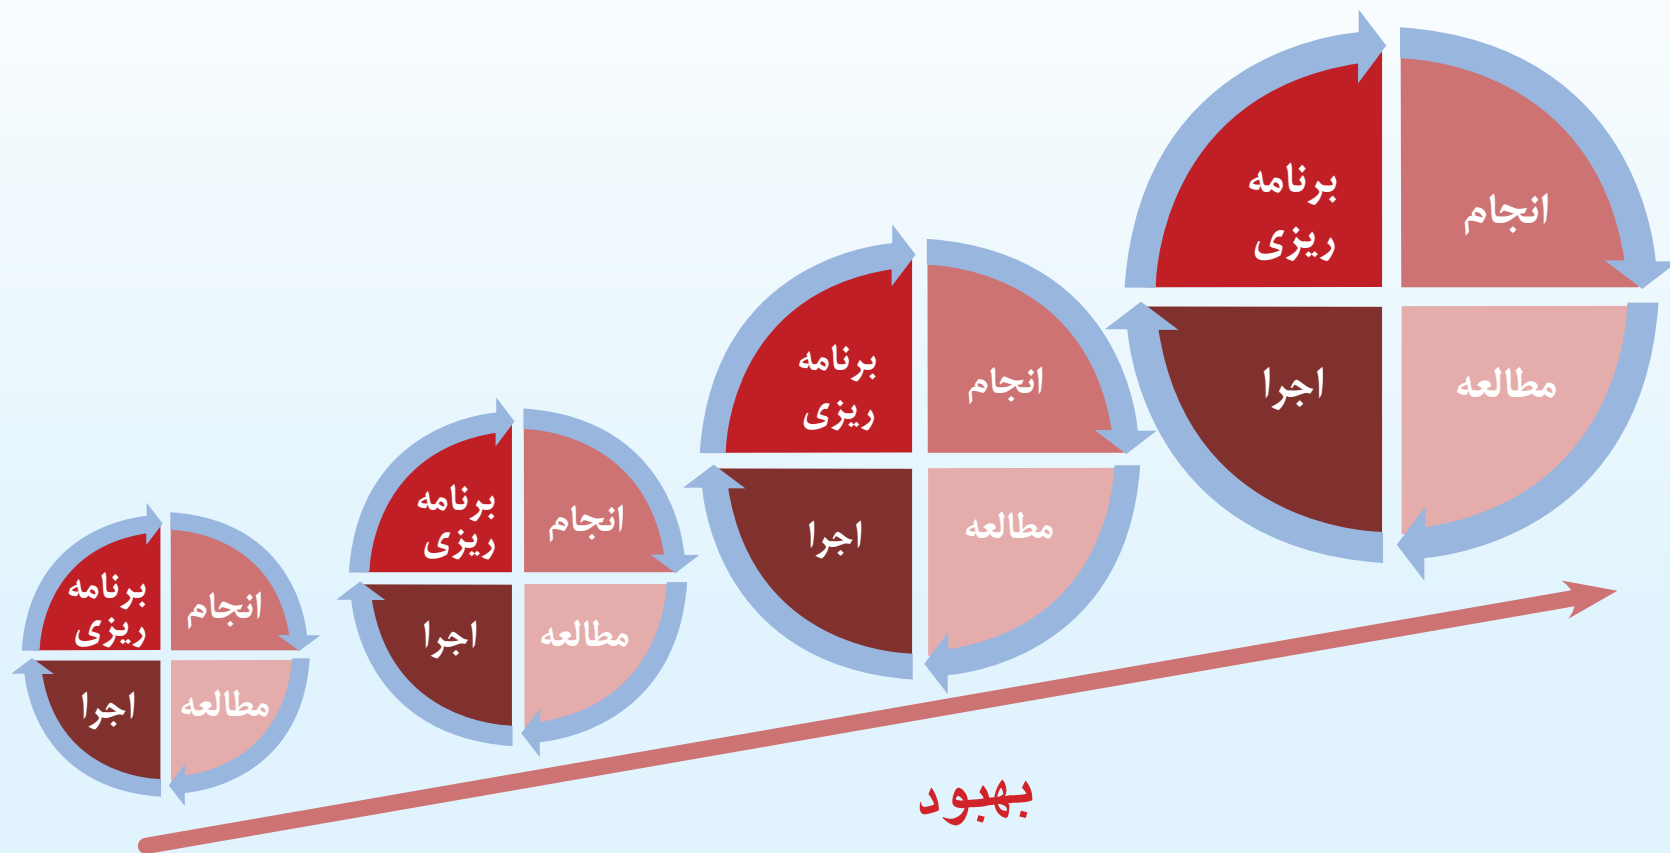 برنامه
ریزی
انجام
مطالعه
اجرا
برنامه
ریزی
انجام
مطالعه
اجرا
برنامه
ریزی
انجام
مطالعه
اجرا
برنامه
ریزی
انجام
مطالعه
اجرا
بهبود